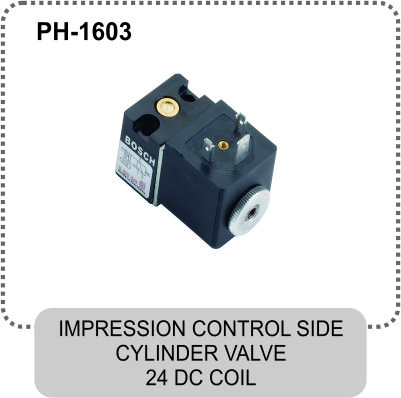 PH-1603
BOSCH
IMPRESSION CONTROL SIDE
CYLINDER VALVE
24 DC COIL